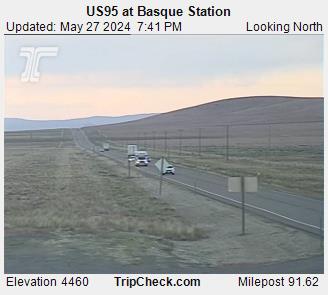 US95 at Basque Station
Updated: May 27 2024 7:41 PM Looking North
Elevation 4460 TripCheck.com Milepost 91.62